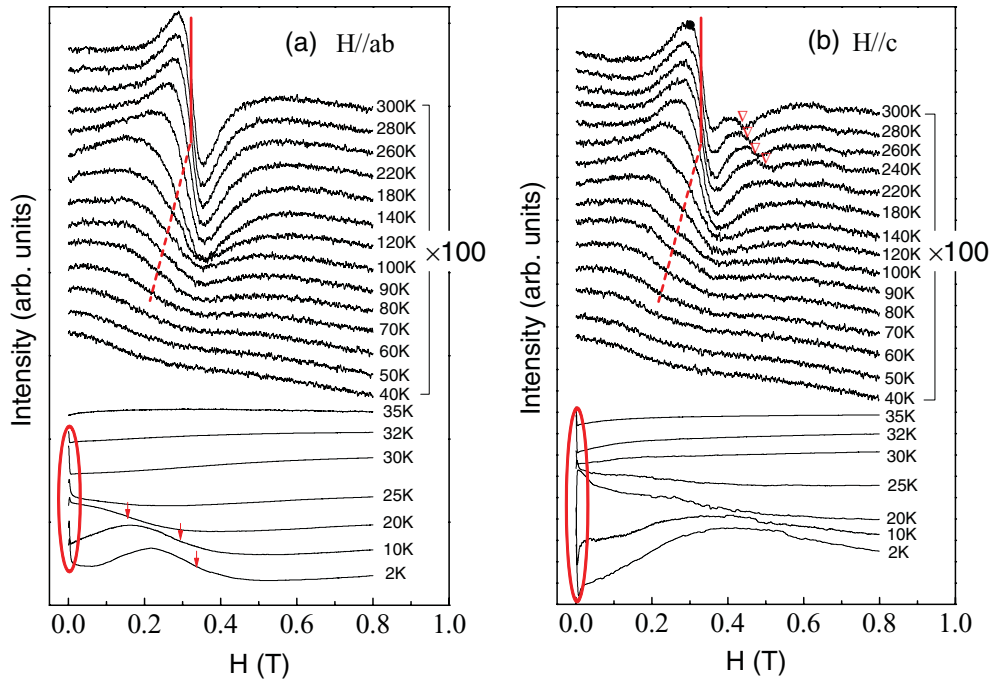 (a) H//ab
300K
280K
260K
220K
180K
140K
120K
100K
90K
80K
70K
60K
50K
40K
35K
32K
30K
25K
20K
10K
2K
×100
Intensity (arb. units)
0.0 0.2 0.4 0.6 0.8 1.0
H (T)
(b) H//c
300K
280K
260K
240K
220K
180K
140K
120K
100K
90K
80K
70K
60K
50K
40K
35K
32K
30K
25K
20K
10K
2K
×100
Intensity (arb. units)
0.0 0.2 0.4 0.6 0.8 1.0
H (T)